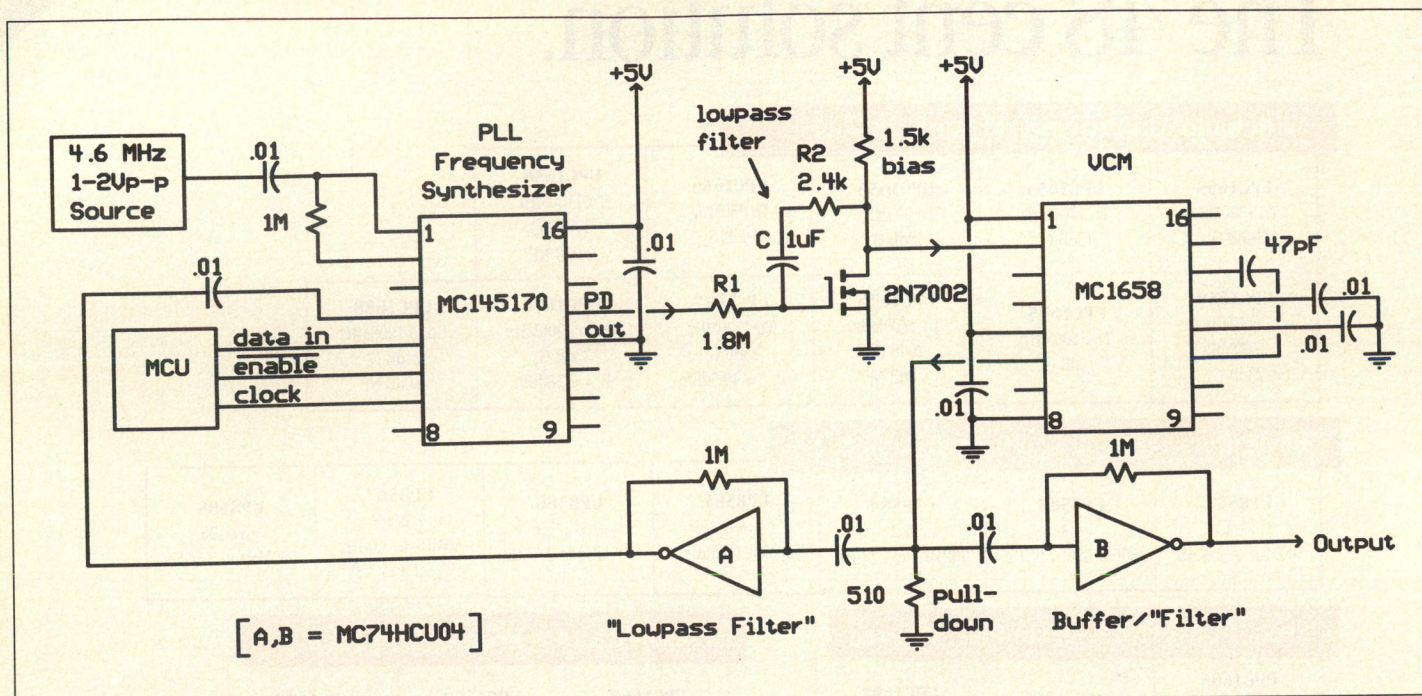 +5V
+5V
+5V
4.6 MHz
1-2Vp-p
Source
.01
1M
PLL
Frequency
Synthesizer
lowpass
filter
R2
2.4k
1.5k
bias
VCM
1
16
.01
C
1uF
1
16
47pF
.01
MC145170
PD
out
R1
1.8M
2N7002
MC1658
.01
.01
MCU
data in
enable
clock
8
9
.01
8
9
1M
1M
A
.01
.01
B
Output
510
pull-
down
[A,B = MC74HCU04]
"Lowpass Filter"
Buffer/"Filter"